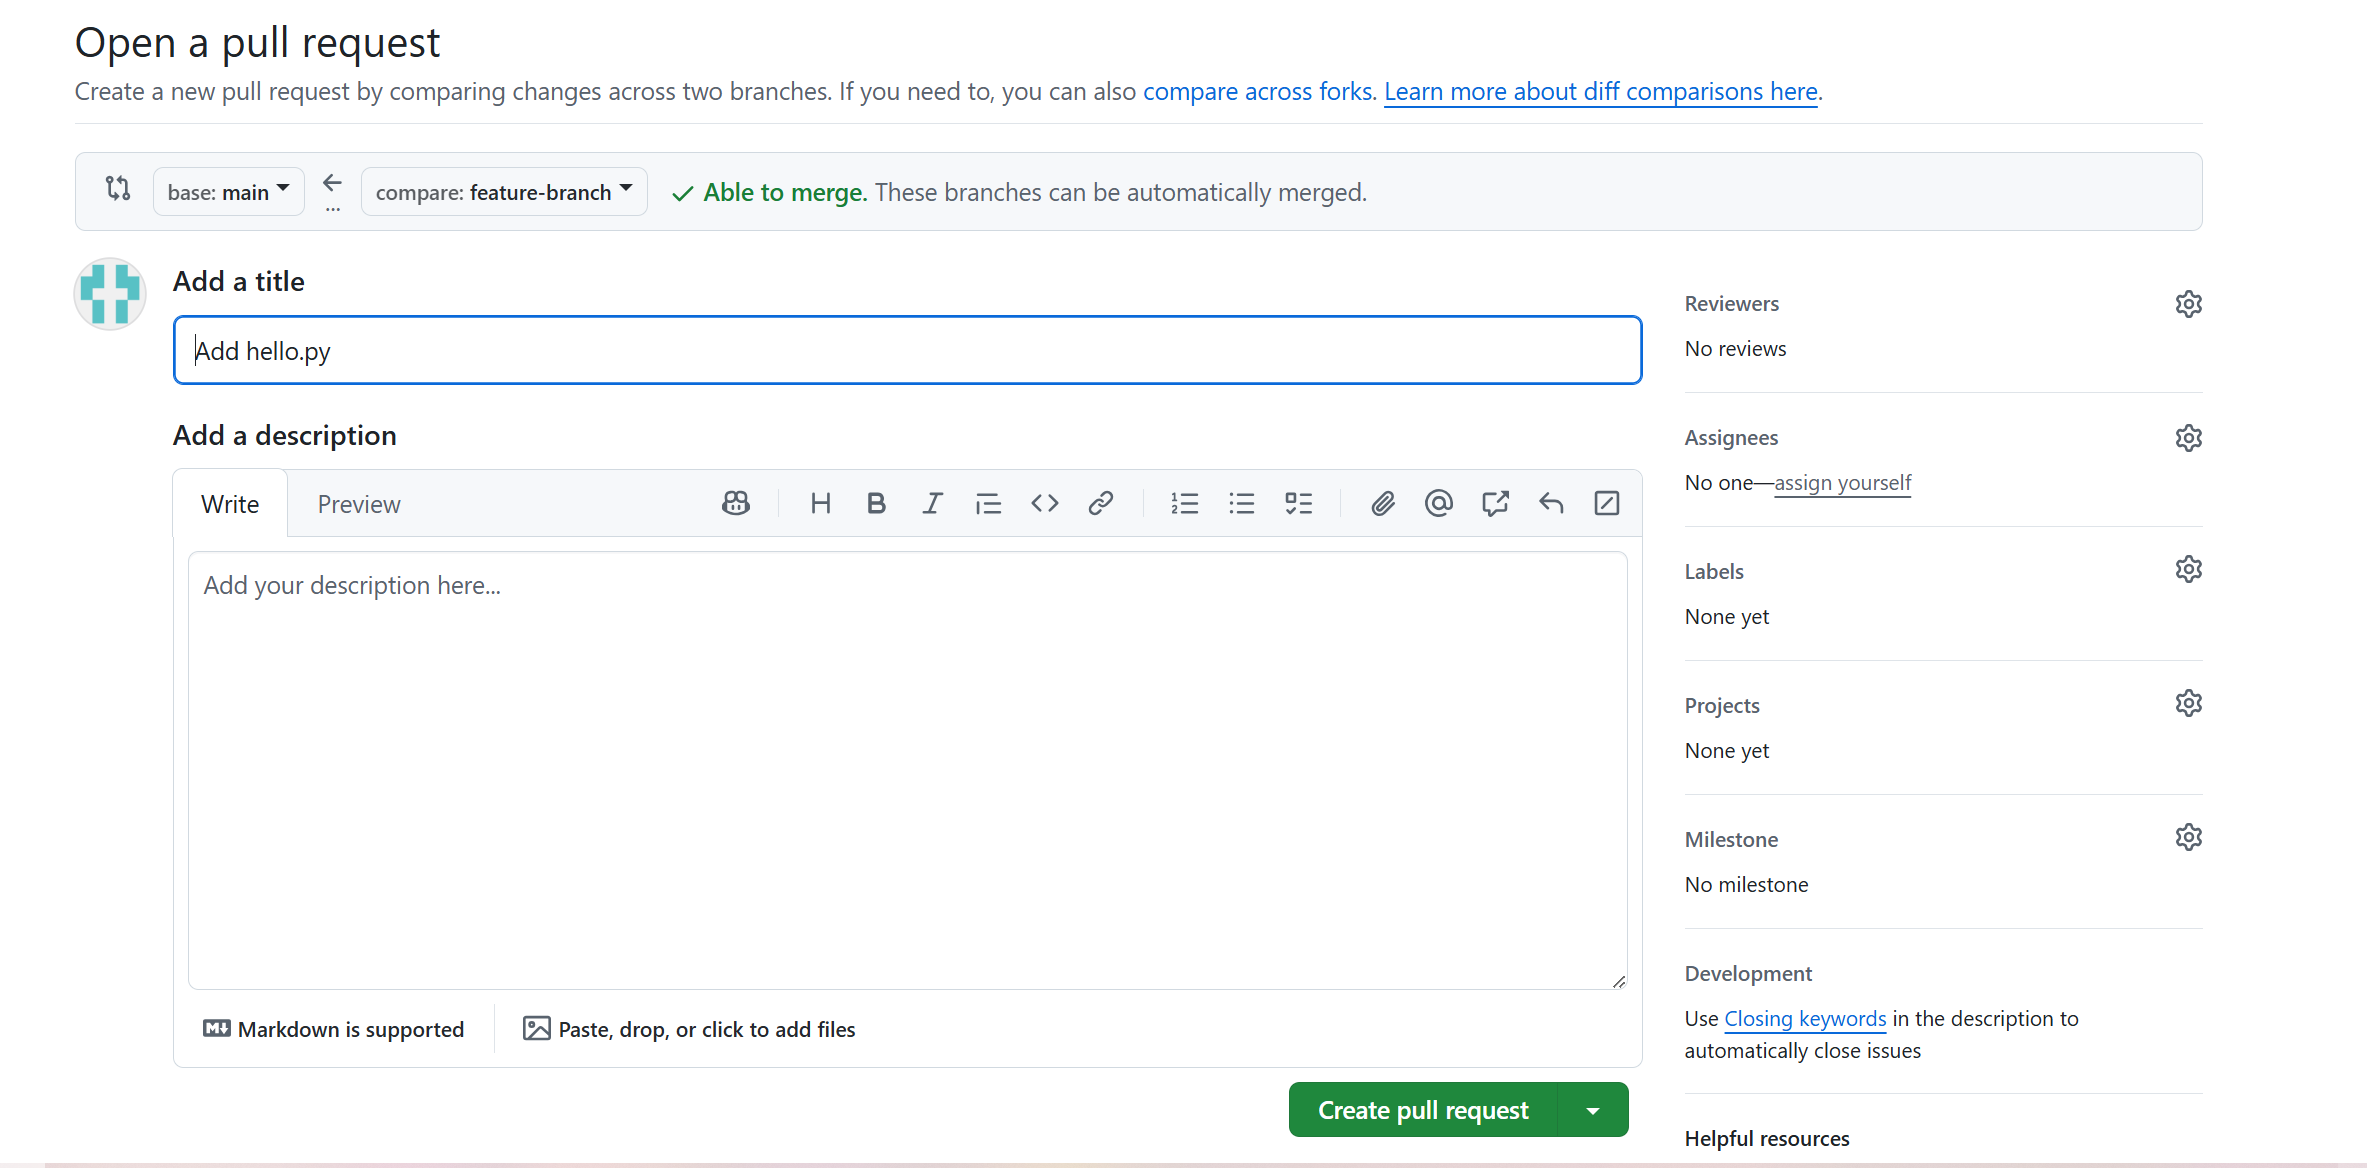 Open a pull request
Create a new pull request by comparing changes across two branches. If you need to, you can also compare across forks. Learn more about diff comparisons here.
base: main
...
compare: feature-branch
Able to merge. These branches can be automatically merged.
Add a title
Add hello.py
Add a description
Write
Preview
Add your description here...
Markdown is supported
Paste, drop, or click to add files
Create pull request
Reviewers
No reviews
Assignees
No one—assign yourself
Labels
None yet
Projects
None yet
Milestone
No milestone
Development
Use Closing keywords in the description to
automatically close issues
Helpful resources